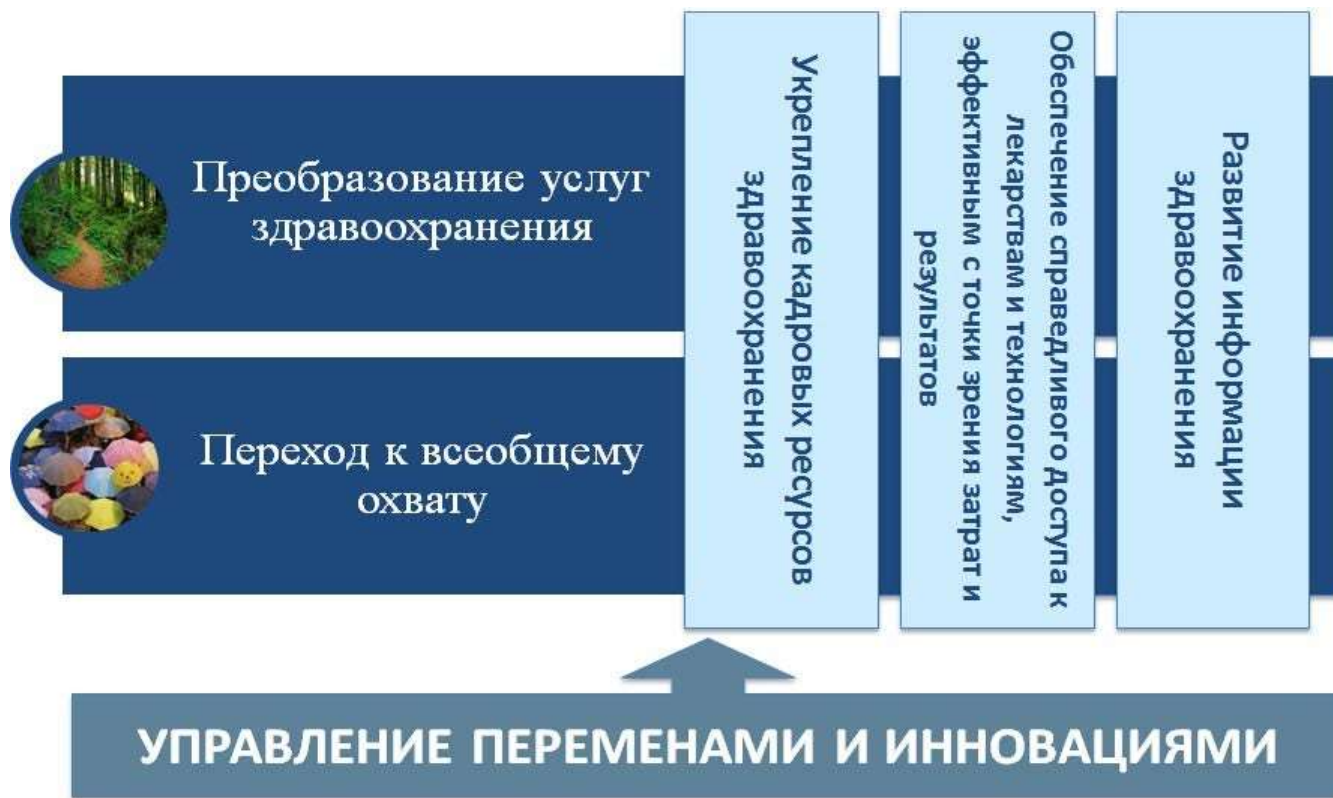 Преобразование услуг
здравоохранения
Переход к всеобщему
охвату
Укрепление кадровых ресурсов
здравоохранения
Обеспечение справедливого доступа к
лекарствам и технологиям,
эффективным с точки зрения затрат и
результатов
Развитие информации
здравоохранения
УПРАВЛЕНИЕ ПЕРЕМЕНАМИ И ИННОВАЦИЯМИ